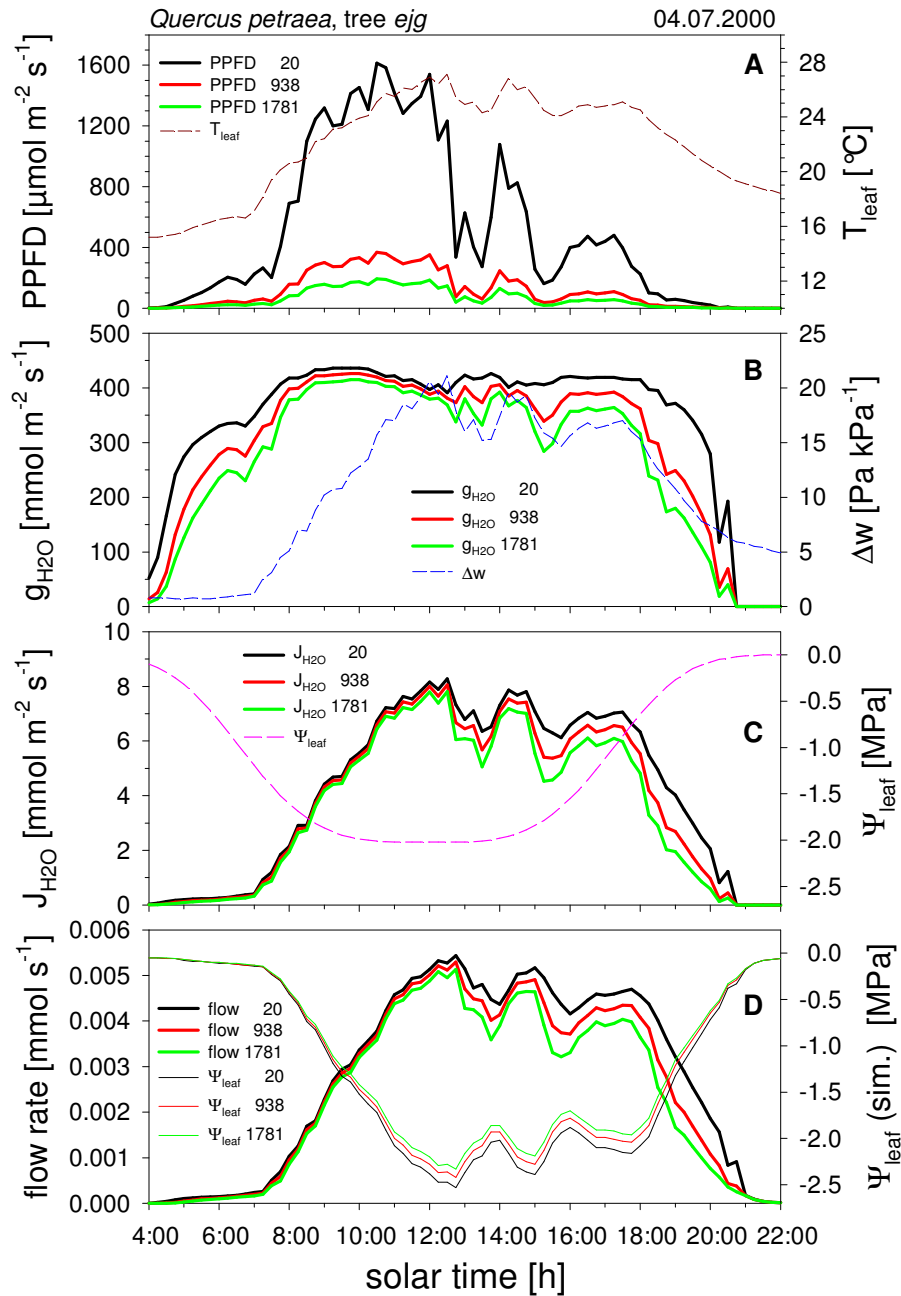 Quercus petraea, tree ejg 04.07.2000
A
PPFD 20
PPFD 938
PPFD 1781
T_leaf
PPFD [µmol m⁻² s⁻¹]
1600
1200
800
400
0
T_leaf [°C]
28
24
20
16
12
B
g_H2O 20
g_H2O 938
g_H2O 1781
Δw
g_H2O [mmol m⁻² s⁻¹]
500
400
300
200
100
0
Δw [Pa kPa⁻¹]
25
20
15
10
5
0
C
J_H2O 20
J_H2O 938
J_H2O 1781
Ψ_leaf
J_H2O [mmol m⁻² s⁻¹]
10
8
6
4
2
0
Ψ_leaf [MPa]
0.0
-0.5
-1.0
-1.5
-2.0
-2.5
D
flow 20
flow 938
flow 1781
Ψ_leaf 20
Ψ_leaf 938
Ψ_leaf 1781
flow rate [mmol s⁻¹]
0.006
0.005
0.004
0.003
0.002
0.001
0.000
Ψ_leaf (sim.) [MPa]
0.0
-0.5
-1.0
-1.5
-2.0
-2.5
4:00 6:00 8:00 10:00 12:00 14:00 16:00 18:00 20:00 22:00
solar time [h]